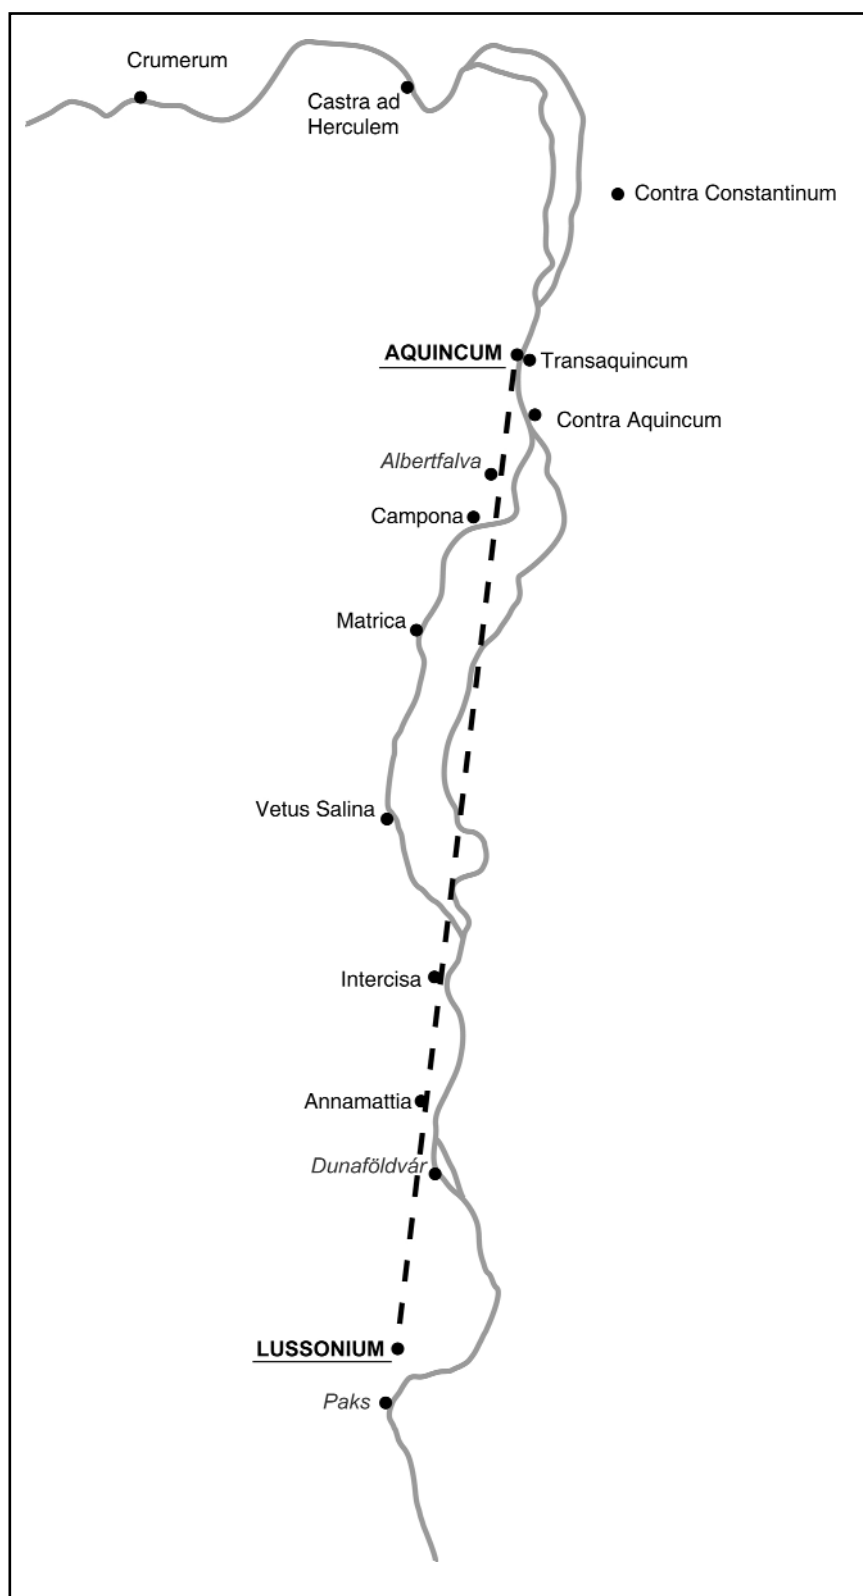 Crumerum
Castra ad
Herculem
Contra Constantinum
AQUINCUM
Transaquincum
Contra Aquincum
Albertfalva
Campona
Matrica
Vetus Salina
Intercisa
Annamattia
Dunaföldvár
LUSSONIUM
Paks